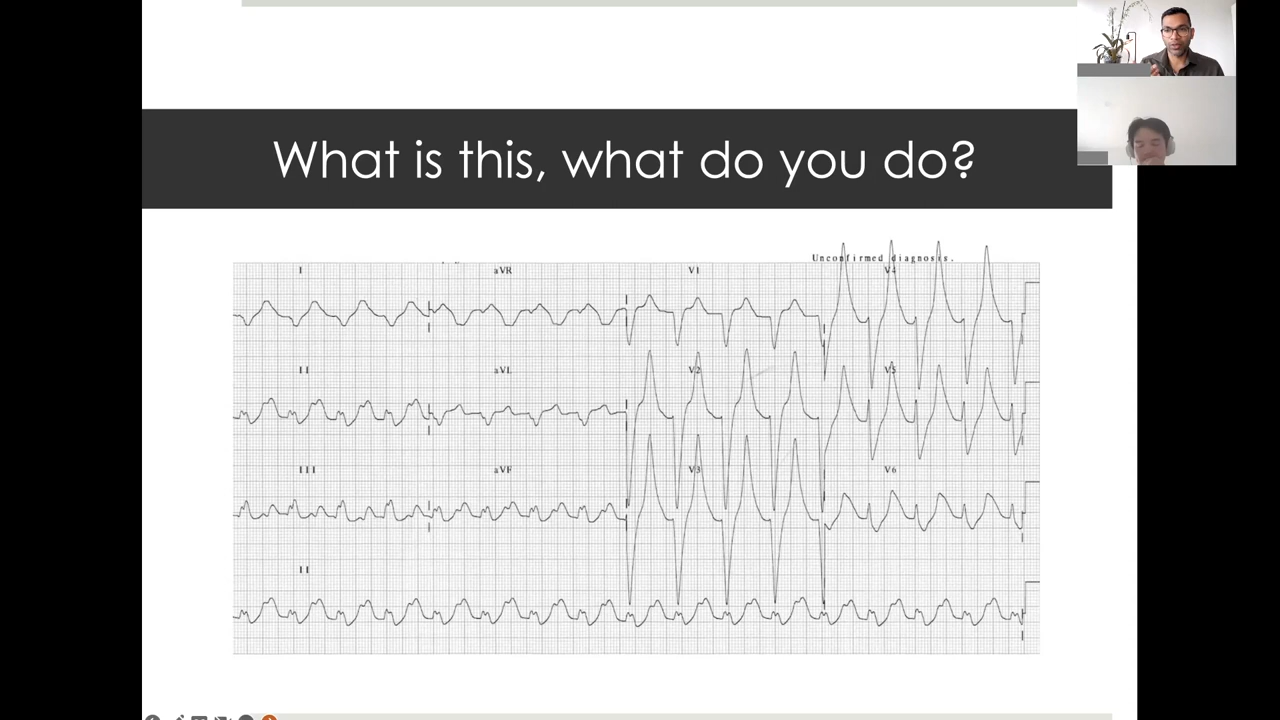 What is this, what do you do?
Unconfirmed diagnosis.
I aVR V1 V4
II aVL V2 V5
III aVF V3 V6
II